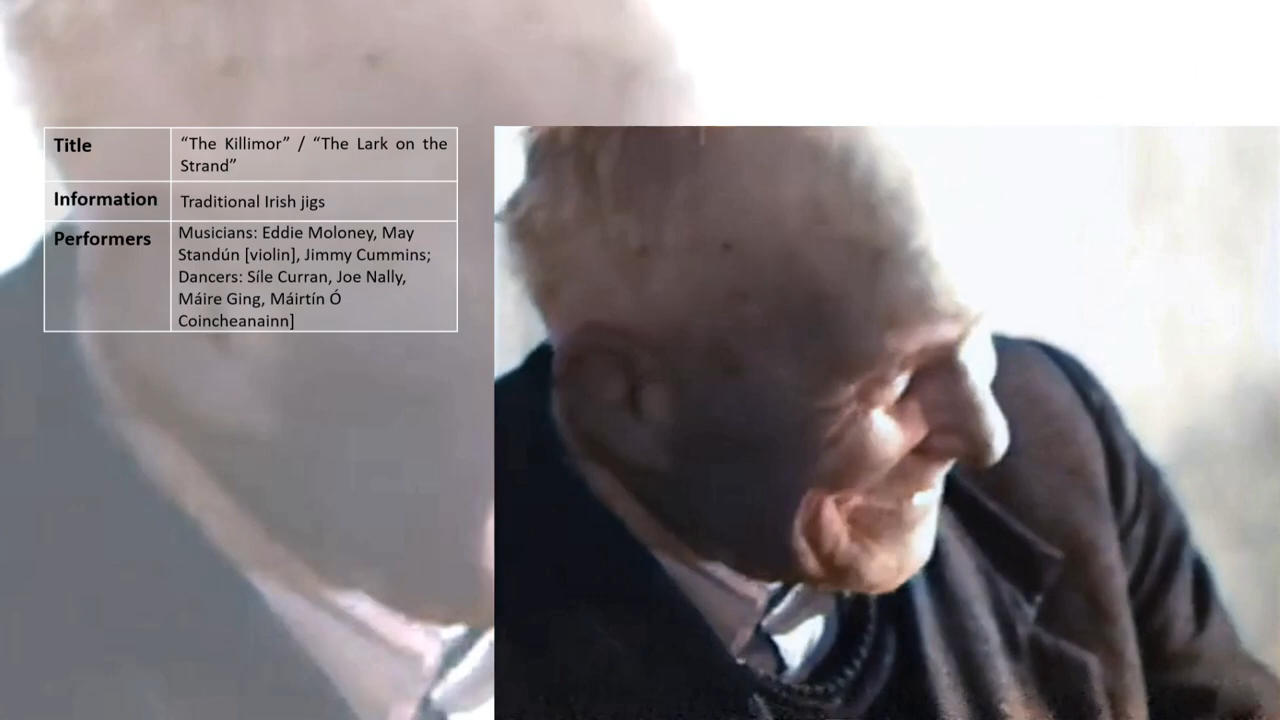 Title
“The Killimor” / “The Lark on the
Strand”
Information
Traditional Irish jigs
Performers
Musicians: Eddie Moloney, May
Standún [violin], Jimmy Cummins;
Dancers: Síle Curran, Joe Nally,
Máire Ging, Máirtín Ó
Coincheanainn]